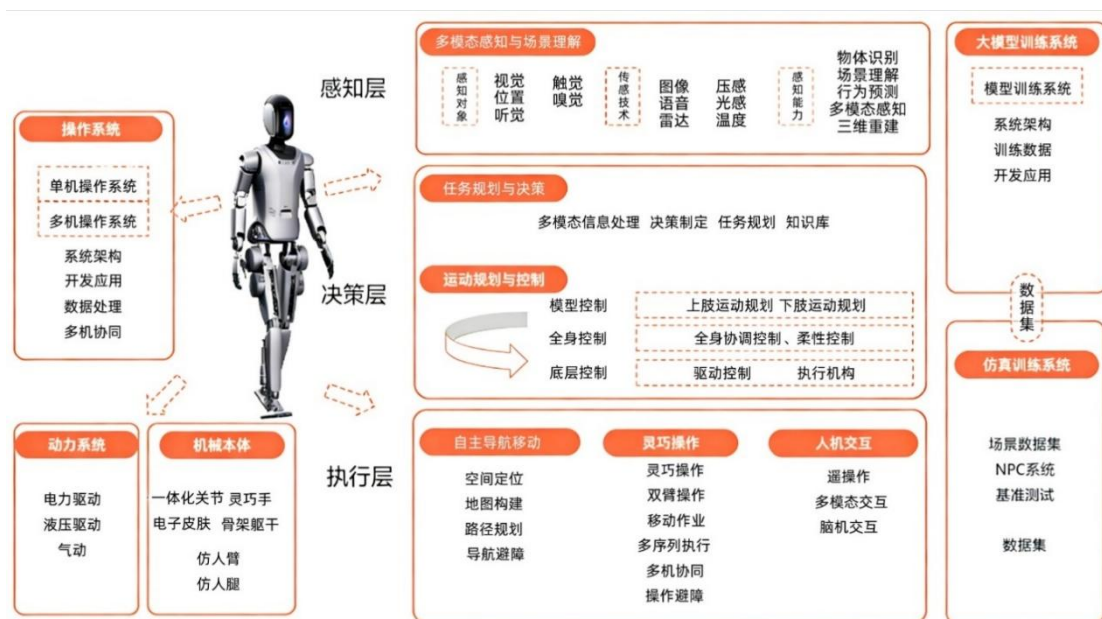 感知层
多模态感知与场景理解
感知对象
视觉 触觉
位置 嗅觉
听觉
传感技术
图像 压感
语音 光感
雷达 温度
感知能力
物体识别
场景理解
行为预测
多模态感知
三维重建
大模型训练系统
模型训练系统
系统架构
训练数据
开发应用
操作系统
单机操作系统
多机操作系统
系统架构
开发应用
数据处理
多机协同
决策层
任务规划与决策
多模态信息处理 决策制定 任务规划 知识库
运动规划与控制
模型控制 上肢运动规划 下肢运动规划
全身控制 全身协调控制、柔性控制
底层控制 驱动控制 执行机构
数据集
仿真训练系统
场景数据集
NPC系统
基准测试
数据集
动力系统
电力驱动
液压驱动
气动
机械本体
一体化关节 灵巧手
电子皮肤 骨架躯干
仿人臂
仿人腿
执行层
自主导航移动
空间定位
地图构建
路径规划
导航避障
灵巧操作
灵巧操作
双臂操作
移动作业
多序列执行
多机协同
操作避障
人机交互
遥操作
多模态交互
脑机交互